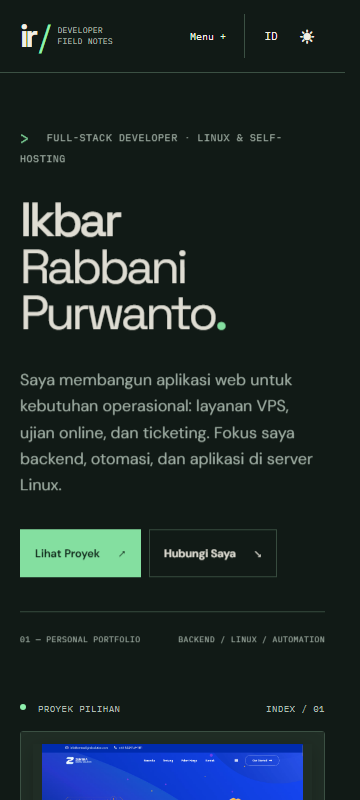 ir/
DEVELOPER
FIELD NOTES
Menu +
ID
> FULL-STACK DEVELOPER · LINUX & SELF-
HOSTING
Ikbar
Rabbani
Purwanto.
Saya membangun aplikasi web untuk
kebutuhan operasional: layanan VPS,
ujian online, dan ticketing. Fokus saya
backend, otomasi, dan aplikasi di server
Linux.
Lihat Proyek ↗
Hubungi Saya ↘
01 — PERSONAL PORTFOLIO
BACKEND / LINUX / AUTOMATION
PROYEK PILIHAN
INDEX / 01